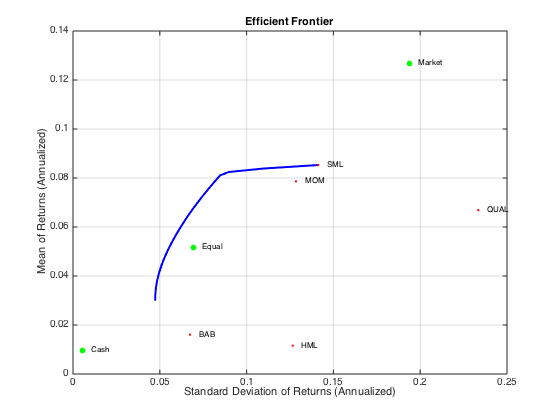 Efficient Frontier
0.14
0.12
0.1
0.08
0.06
0.04
0.02
0
Mean of Returns (Annualized)
Market
SML
MOM
QUAL
Equal
BAB
HML
Cash
0
0.05
0.1
0.15
0.2
0.25
Standard Deviation of Returns (Annualized)